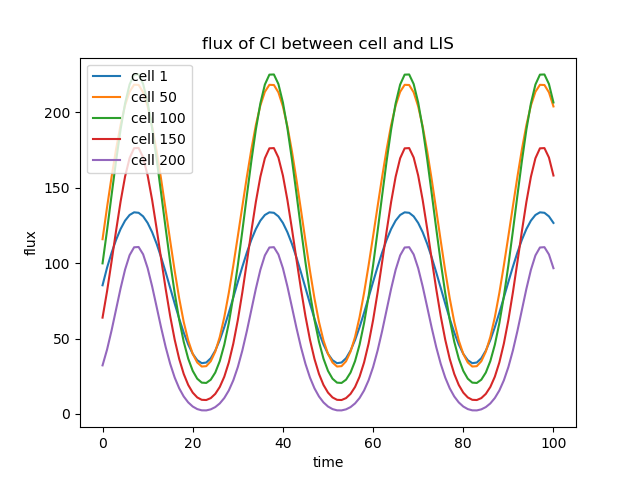 flux of Cl between cell and LIS
cell 1
cell 50
cell 100
cell 150
cell 200
flux
200
150
100
50
0
0 20 40 60 80 100
time